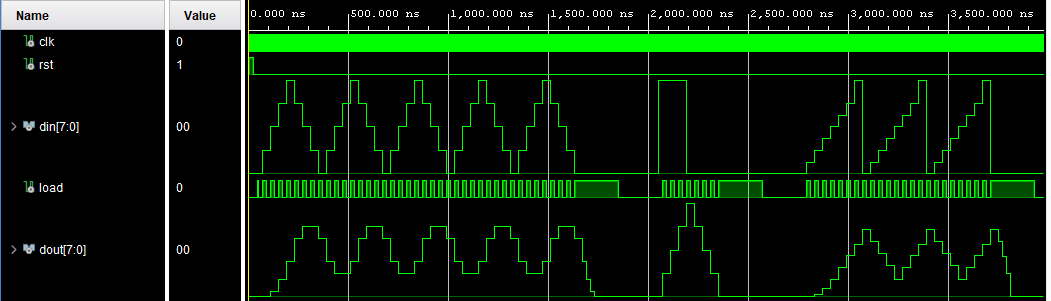 Name Value 0.000 ns 500.000 ns 1,000.000 ns 1,500.000 ns 2,000.000 ns 2,500.000 ns 3,000.000 ns 3,500.000 ns
clk 0
rst 1
din[7:0] 00
load 0
dout[7:0] 00